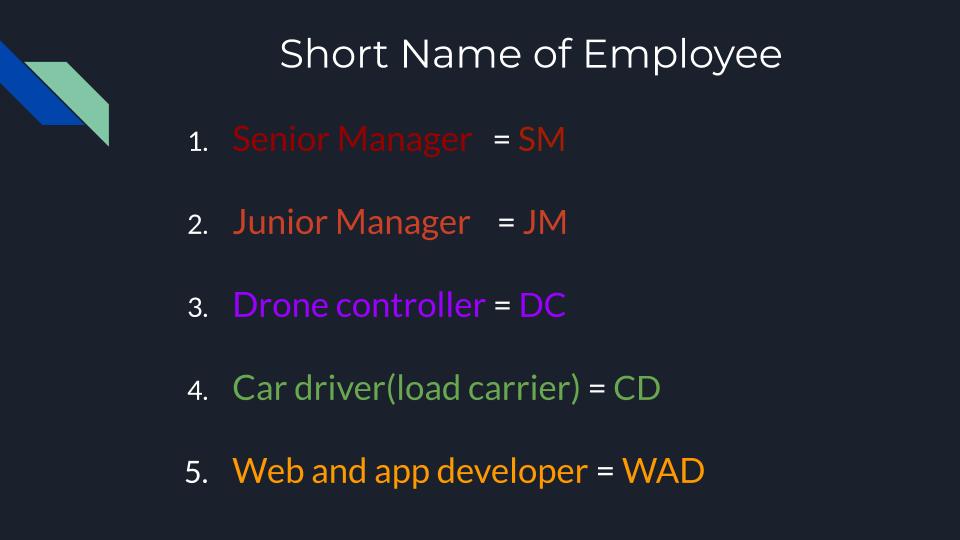 Short Name of Employee
1. Senior Manager = SM
2. Junior Manager = JM
3. Drone controller = DC
4. Car driver(load carrier) = CD
5. Web and app developer = WAD